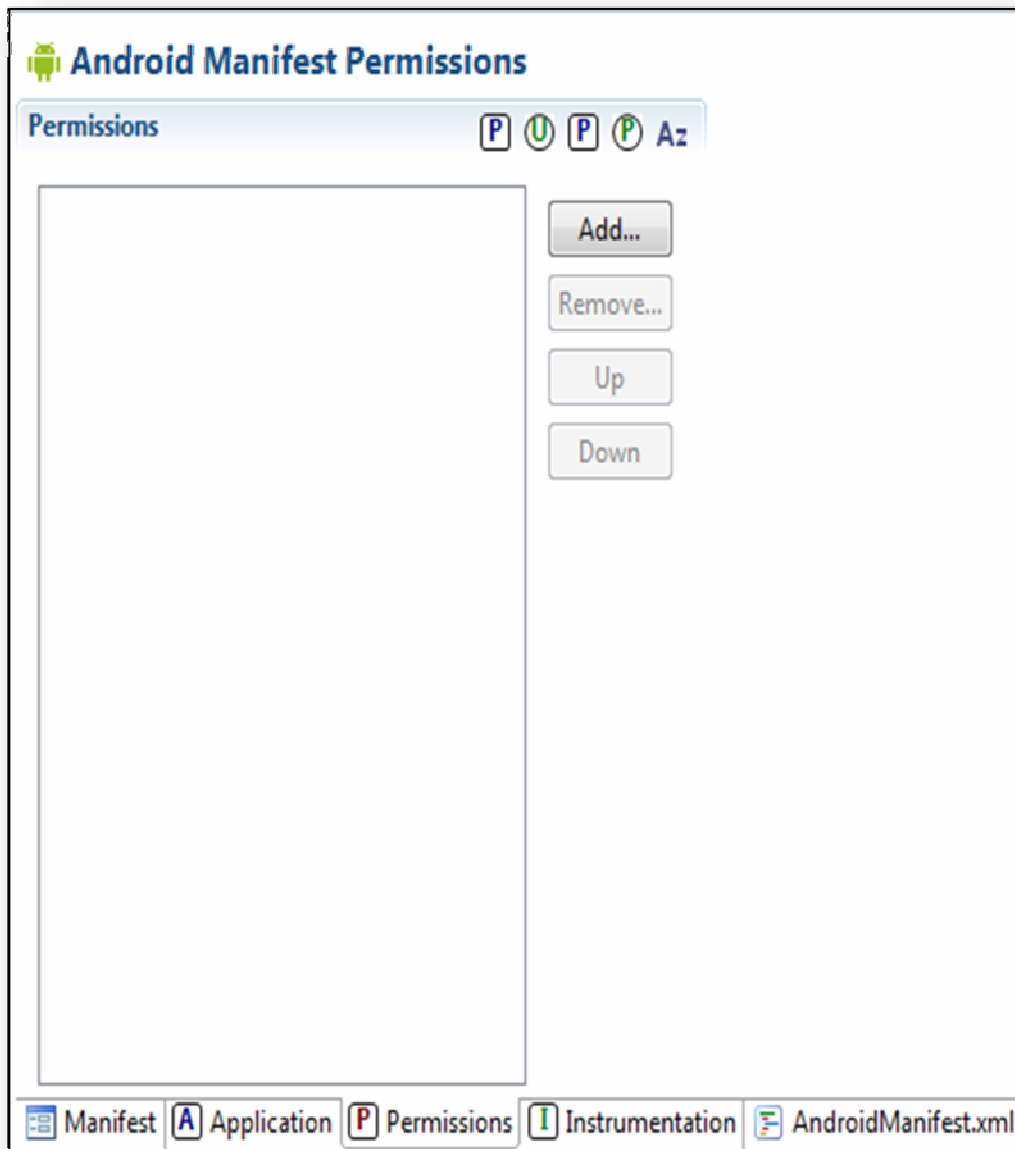 Android Manifest Permissions
Permissions
P U P P Az
Add...
Remove...
Up
Down
Manifest A Application P Permissions I Instrumentation AndroidManifest.xml